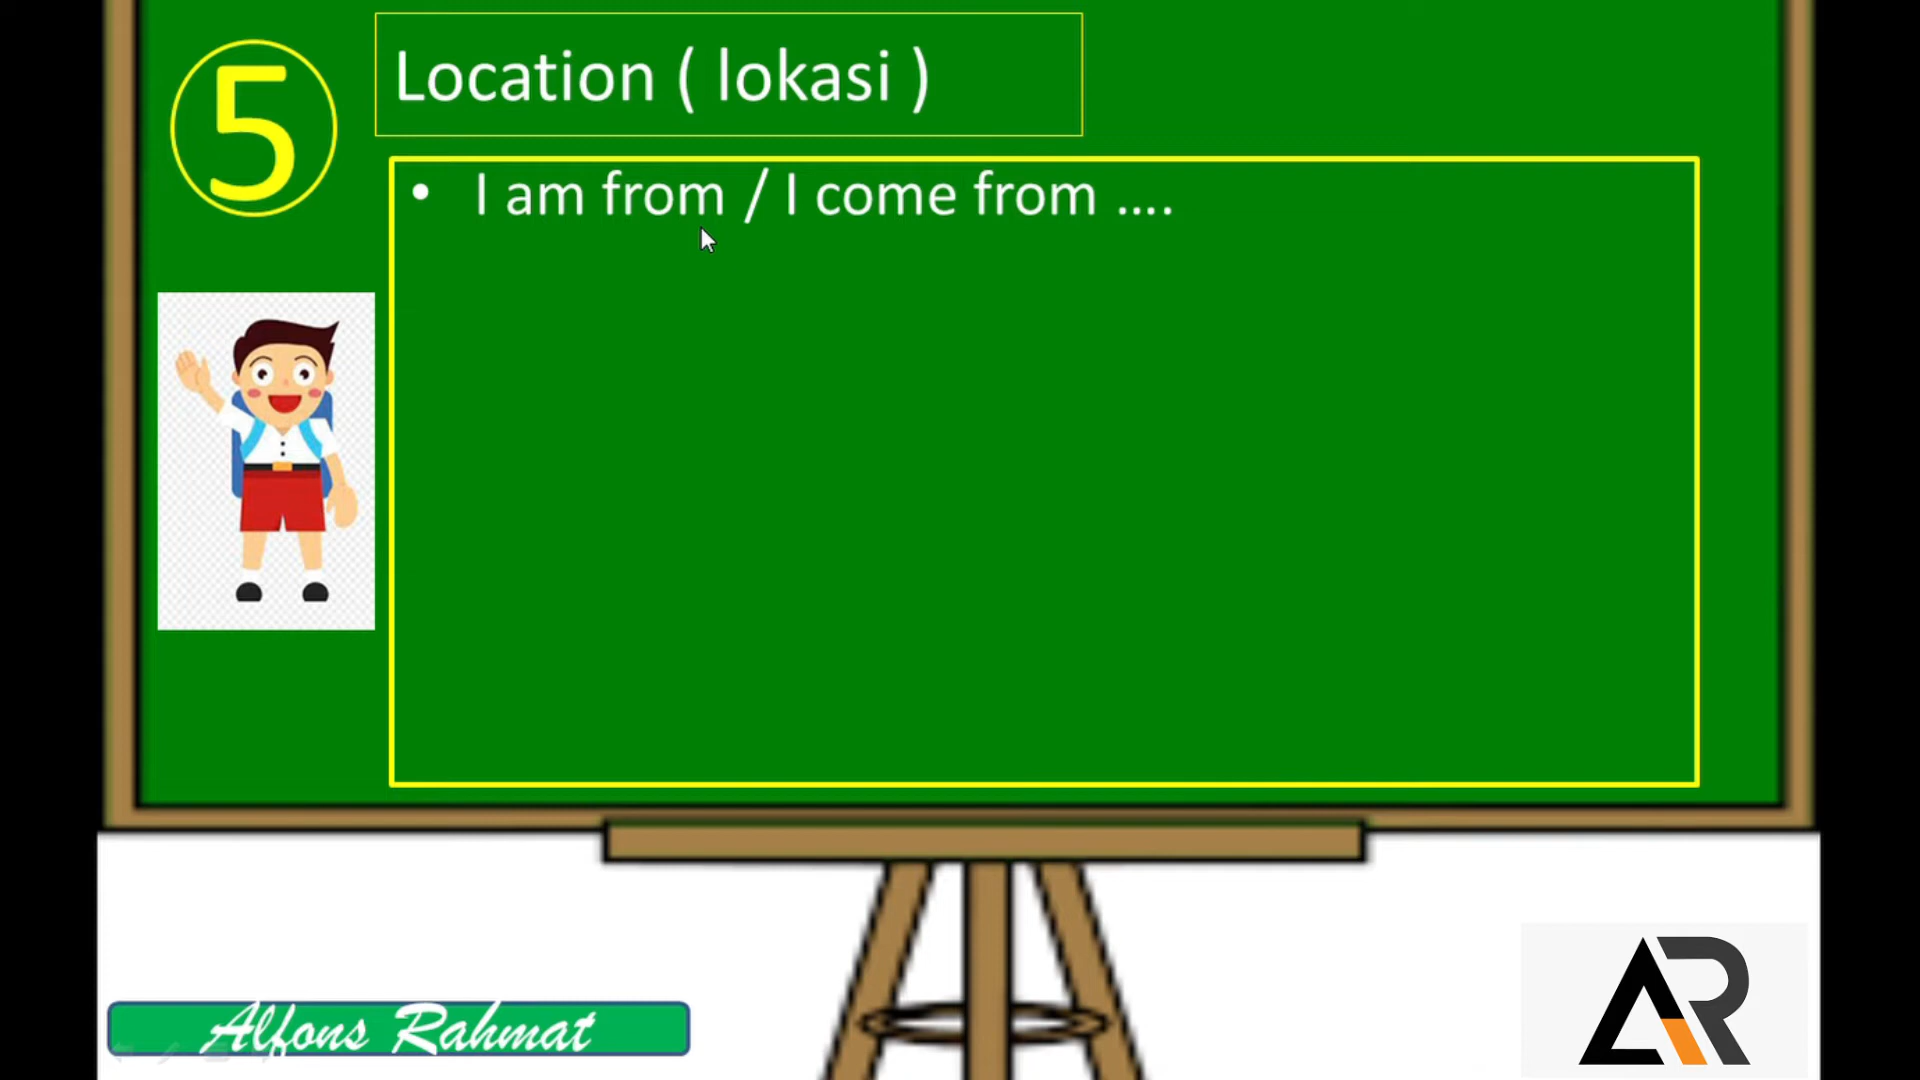 5
Location ( lokasi )
• I am from / I come from ....
Alfons Rahmat
AR